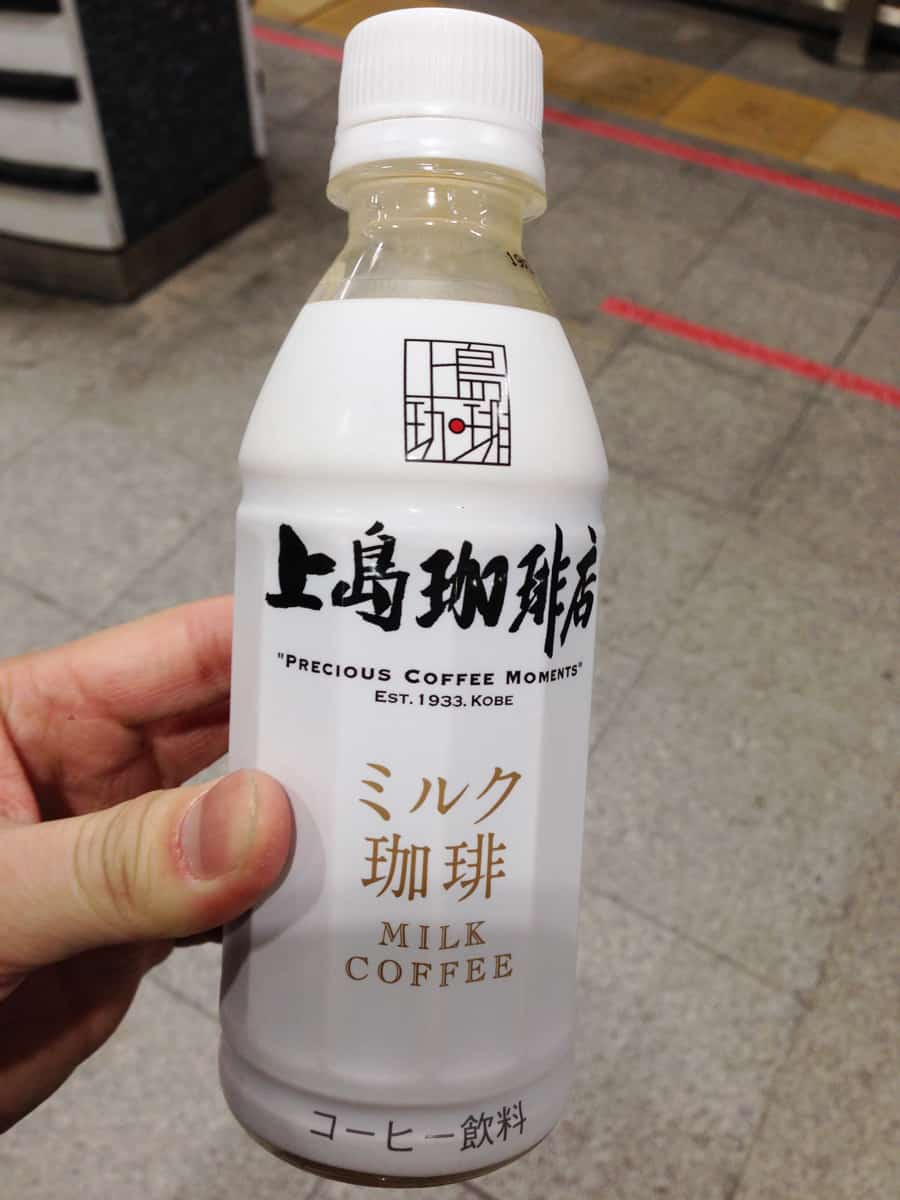 上島
珈琲
上島珈琲店
"PRECIOUS COFFEE MOMENTS"
EST. 1933. KOBE
ミルク
珈琲
MILK
COFFEE
コーヒー飲料